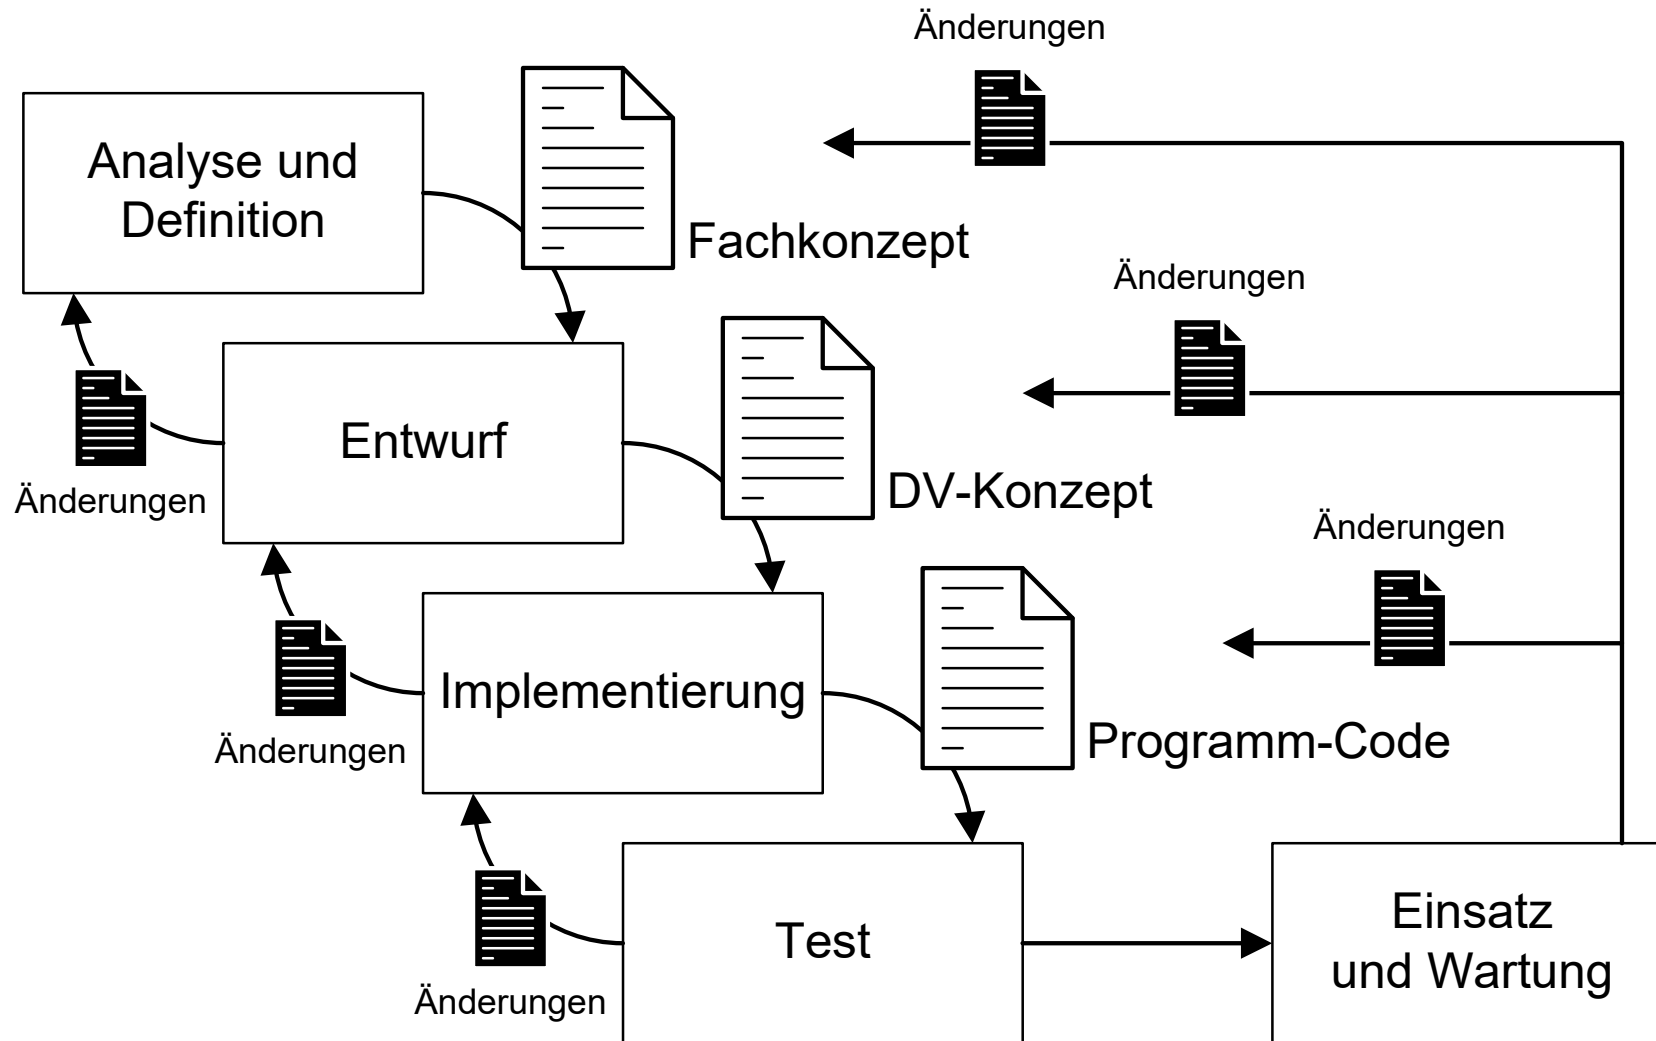 Änderungen
Analyse und
Definition
Fachkonzept
Änderungen
Entwurf
Änderungen
DV-Konzept
Änderungen
Implementierung
Änderungen
Programm-Code
Test
Änderungen
Einsatz
und Wartung